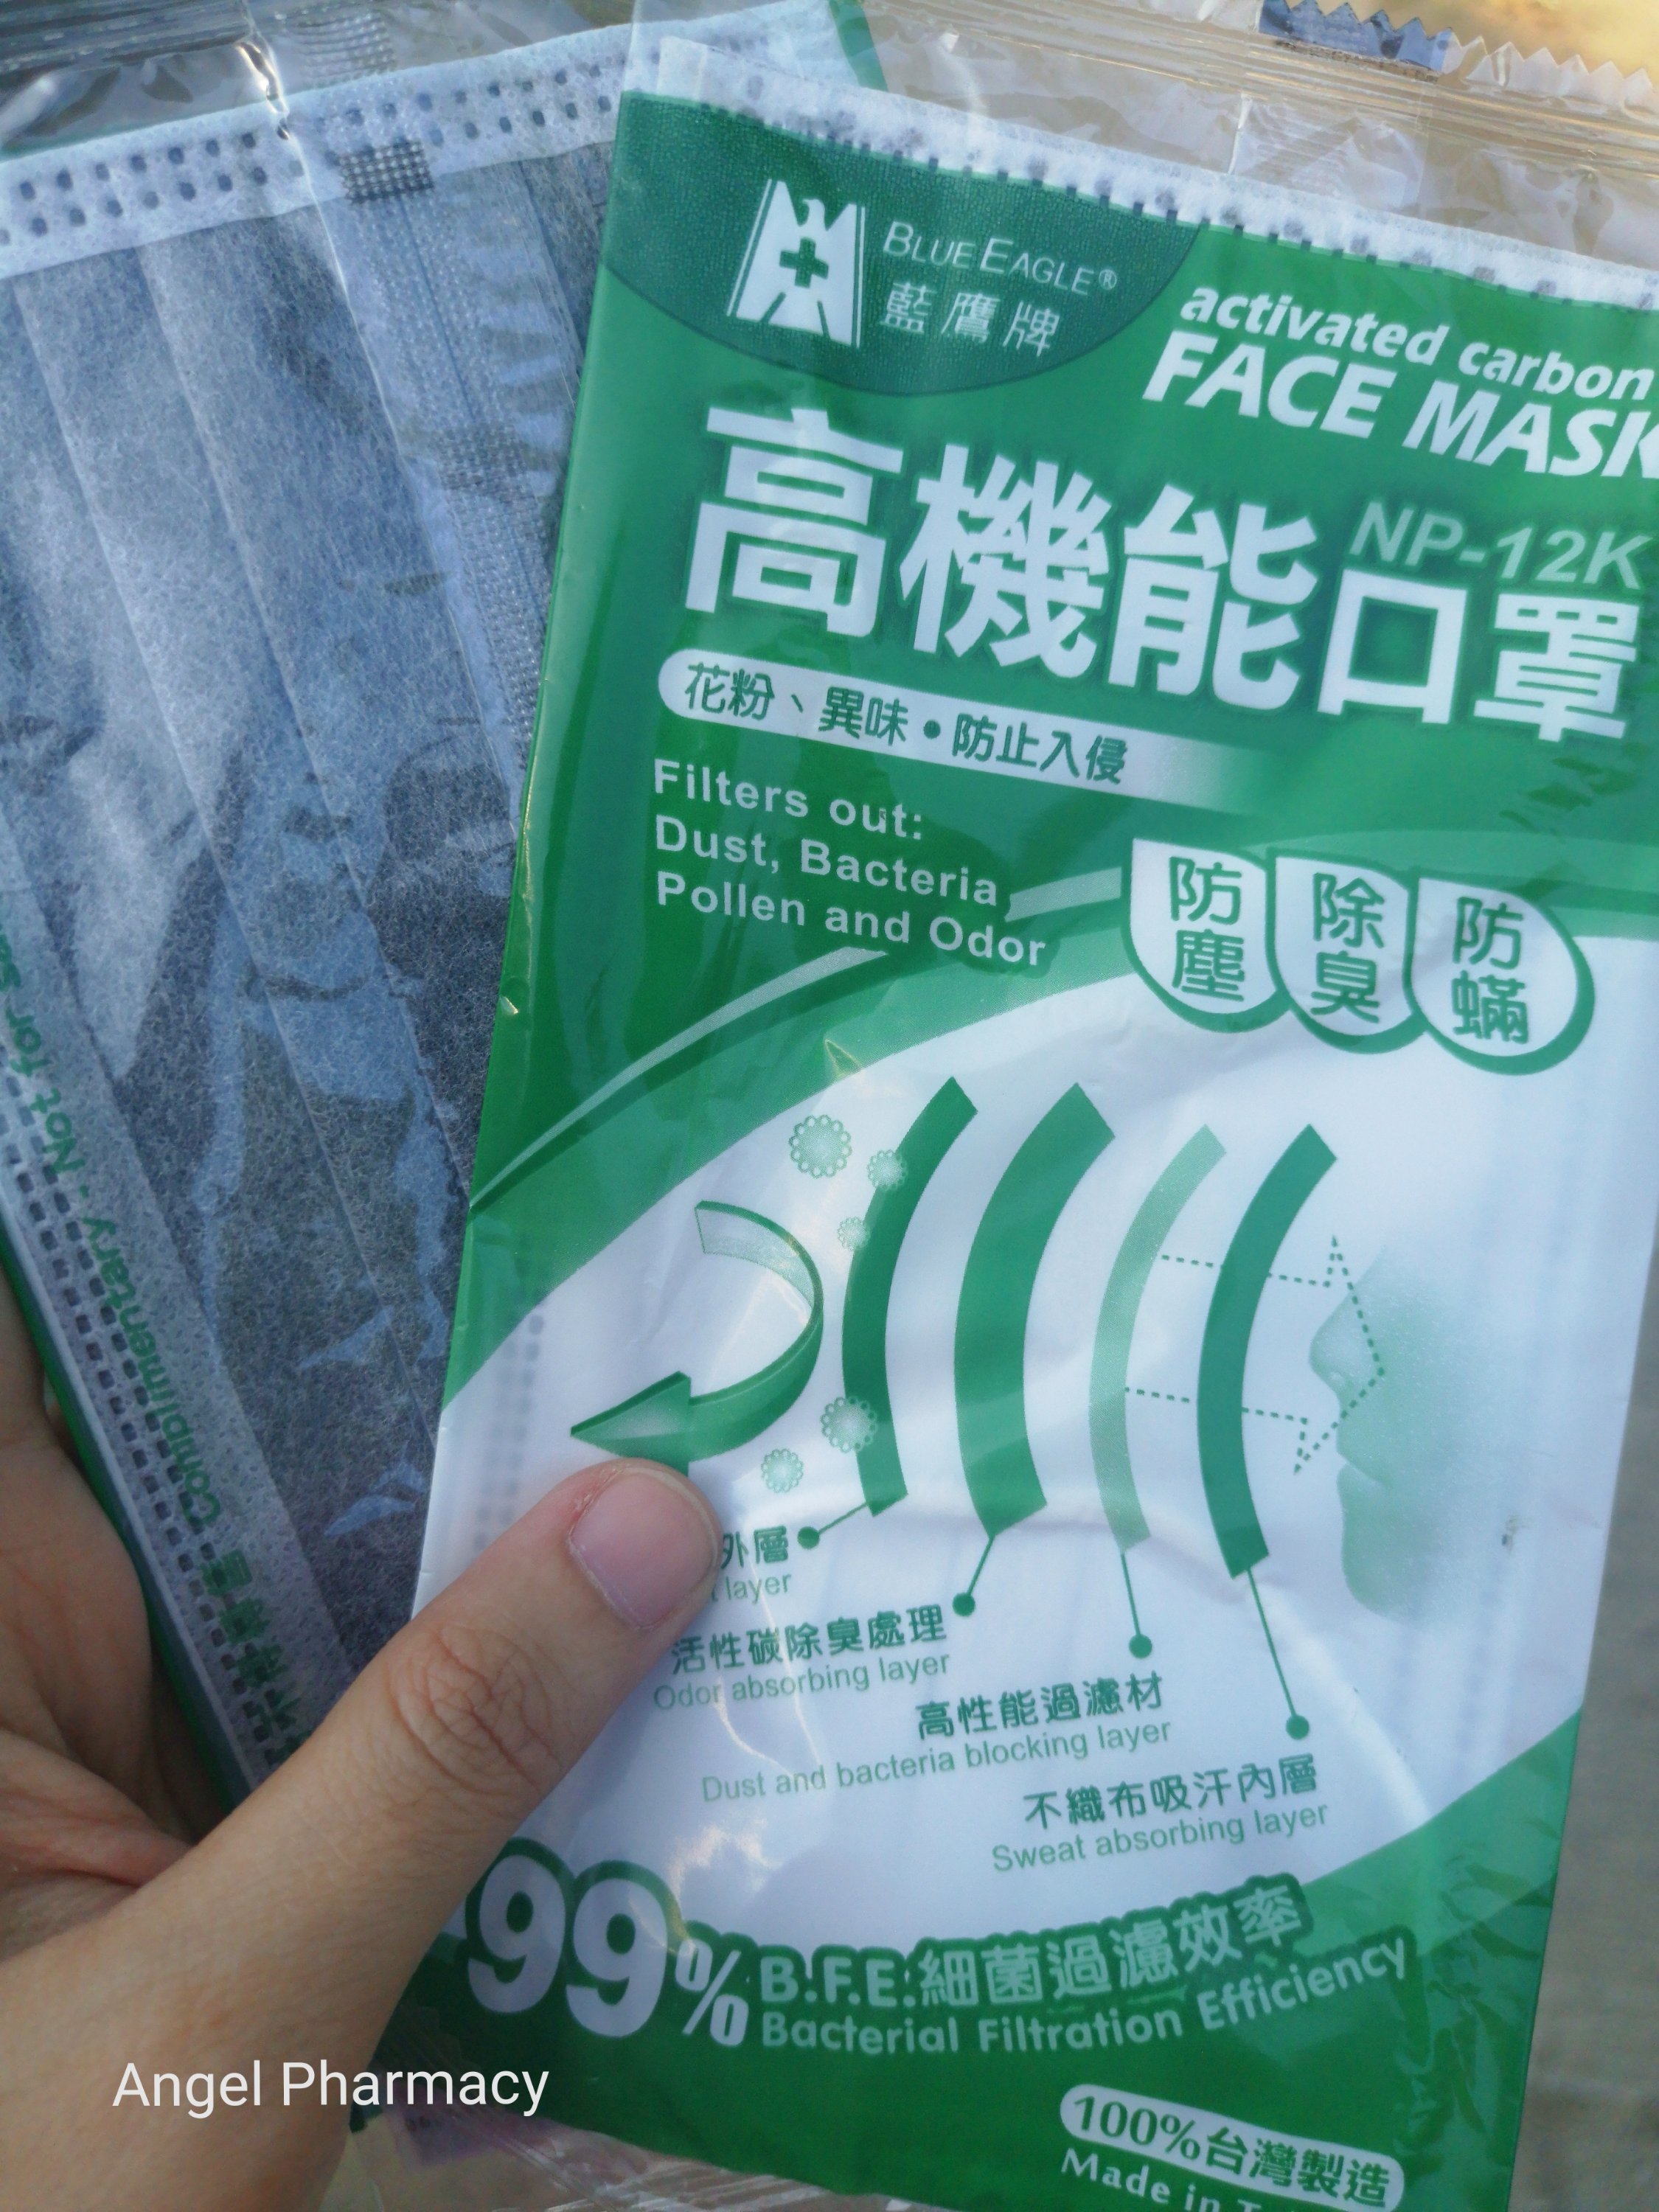 BLUE EAGLE®
藍鷹牌
activated carbon
FACE MASK
NP-12K
高機能口罩
花粉、異味•防止入侵
Filters out:
Dust, Bacteria,
Pollen and Odor
防塵
除臭
防蟎
外層
layer
活性碳除臭處理
Odor absorbing layer
高性能過濾材
Dust and bacteria blocking layer
不織布吸汗內層
Sweat absorbing layer
99% B.F.E:細菌過濾效率
Bacterial Filtration Efficiency
100%台灣製造
Made in
Complimentary - Not for
Angel Pharmacy